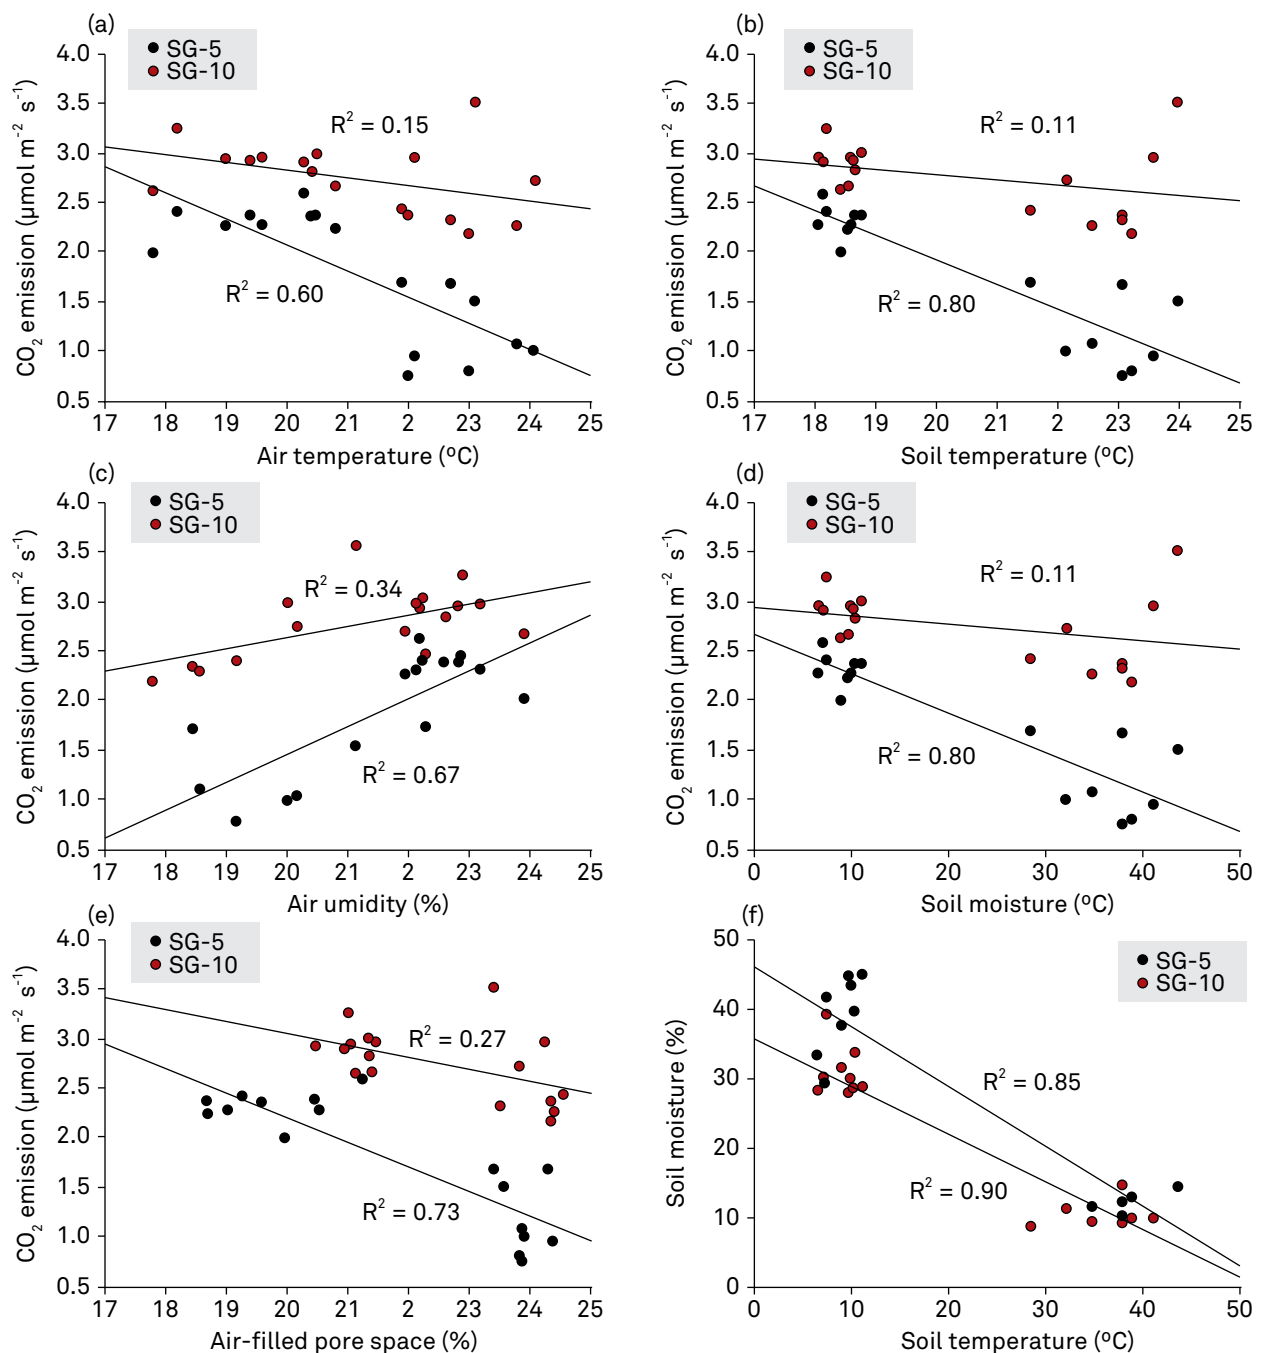 (a)
SG-5
SG-10
4.0
3.5
3.0
2.5
2.0
1.5
1.0
0.5
CO2 emission (µmol m-2 s-1)
R2 = 0.15
R2 = 0.60
17 18 19 20 21 2 23 24 25
Air temperature (ºC)
(b)
SG-5
SG-10
4.0
3.5
3.0
2.5
2.0
1.5
1.0
0.5
CO2 emission (µmol m-2 s-1)
R2 = 0.11
R2 = 0.80
17 18 19 20 21 2 23 24 25
Soil temperature (ºC)
(c)
SG-5
SG-10
4.0
3.5
3.0
2.5
2.0
1.5
1.0
0.5
CO2 emission (µmol m-2 s-1)
R2 = 0.34
R2 = 0.67
17 18 19 20 21 2 23 24 25
Air umidity (%)
(d)
SG-5
SG-10
4.0
3.5
3.0
2.5
2.0
1.5
1.0
0.5
CO2 emission (µmol m-2 s-1)
R2 = 0.11
R2 = 0.80
0 10 30 40 50
Soil moisture (ºC)
(e)
SG-5
SG-10
4.0
3.5
3.0
2.5
2.0
1.5
1.0
0.5
CO2 emission (µmol m-2 s-1)
R2 = 0.27
R2 = 0.73
17 19 20 21 2 23 24 25
Air-filled pore space (%)
(f)
SG-5
SG-10
50
40
30
20
10
0
Soil moisture (%)
R2 = 0.85
R2 = 0.90
0 10 30 40 50
Soil temperature (ºC)